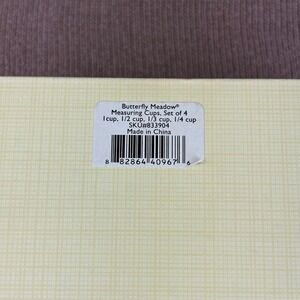 Butterfly Meadow®
Measuring Cups, Set of 4
1cup, 1/2 cup, 1/3 cup, 1/4 cup
SKU#833904
Made in China
8 82864 40967 6